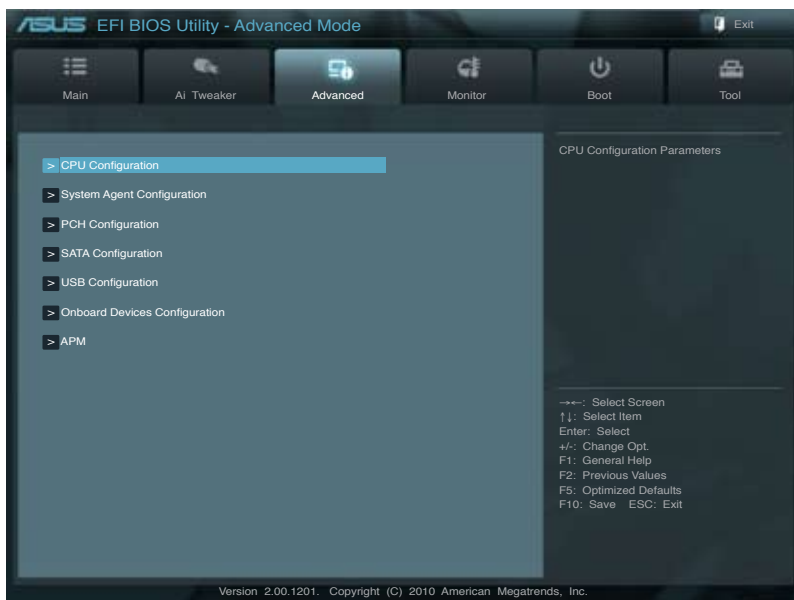 ASUS EFI BIOS Utility - Advanced Mode
Exit
Main
Ai Tweaker
Advanced
Monitor
Boot
Tool
> CPU Configuration
> System Agent Configuration
> PCH Configuration
> SATA Configuration
> USB Configuration
> Onboard Devices Configuration
> APM
CPU Configuration Parameters
→←: Select Screen
↑↓: Select Item
Enter: Select
+/-: Change Opt.
F1: General Help
F2: Previous Values
F5: Optimized Defaults
F10: Save ESC: Exit
Version 2.00.1201. Copyright (C) 2010 American Megatrends, Inc.